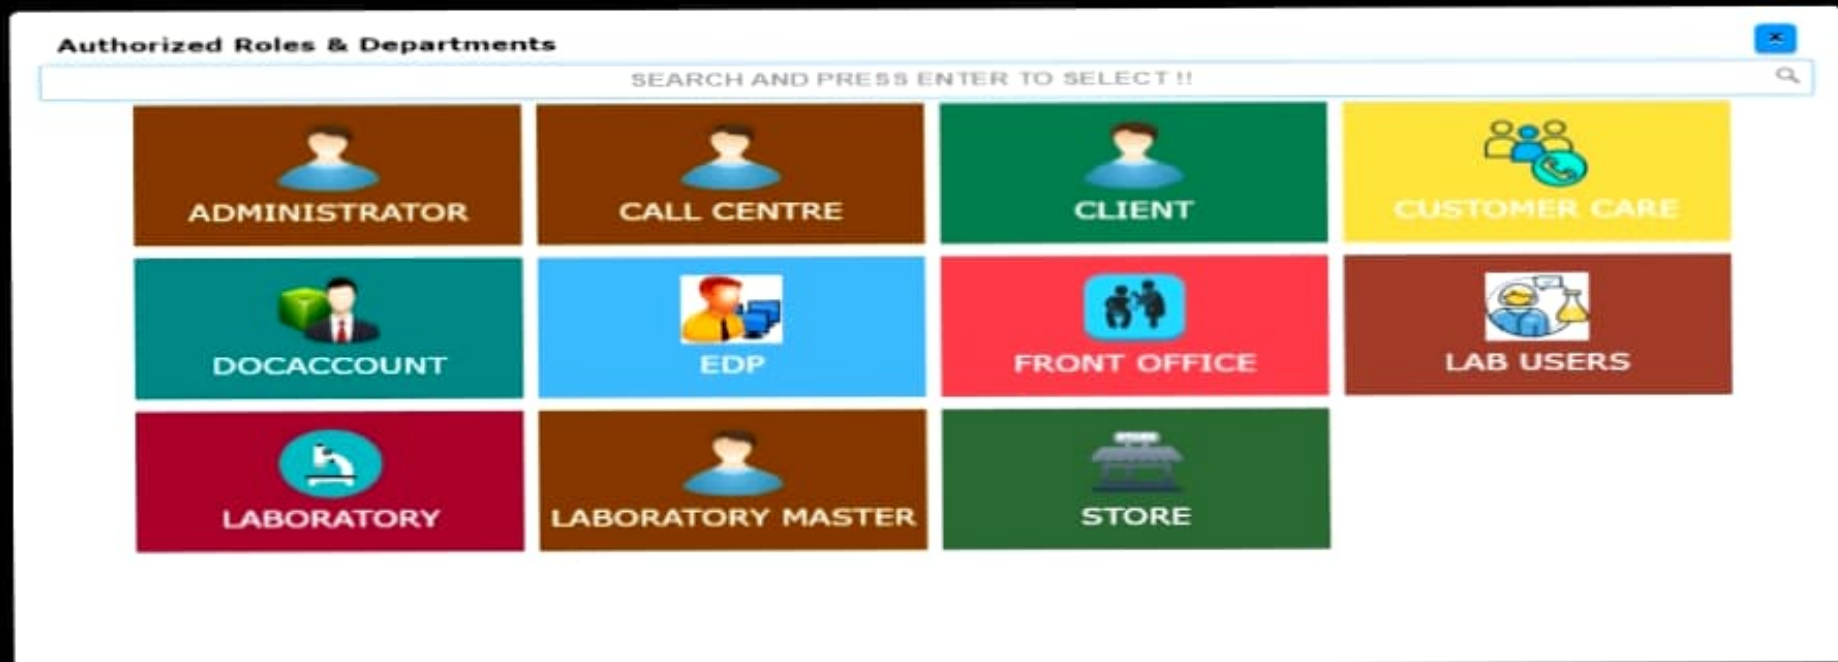 Authorized Roles & Departments
SEARCH AND PRESS ENTER TO SELECT !!
ADMINISTRATOR
CALL CENTRE
CLIENT
CUSTOMER CARE
DOCACCOUNT
EDP
FRONT OFFICE
LAB USERS
LABORATORY
LABORATORY MASTER
STORE